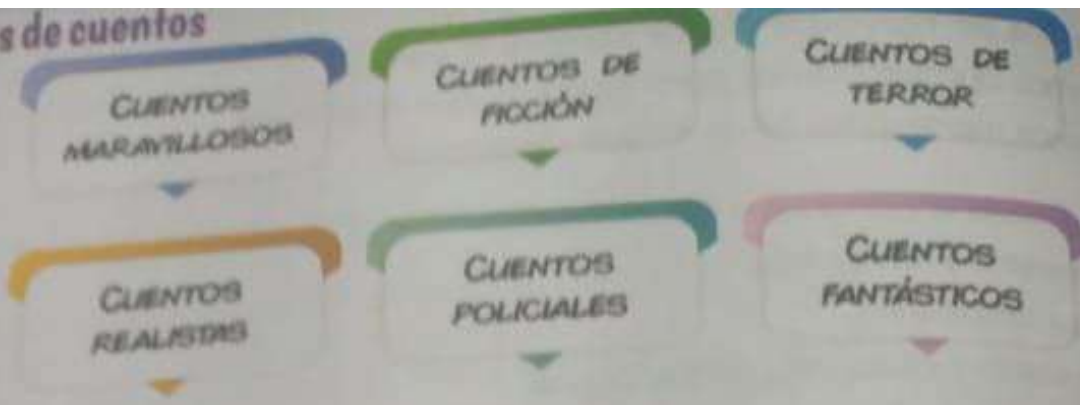 s de cuentos
CUENTOS
MARAVILLOSOS
CUENTOS DE
FICCIÓN
CUENTOS DE
TERROR
CUENTOS
REALISTAS
CUENTOS
POLICIALES
CUENTOS
FANTÁSTICOS